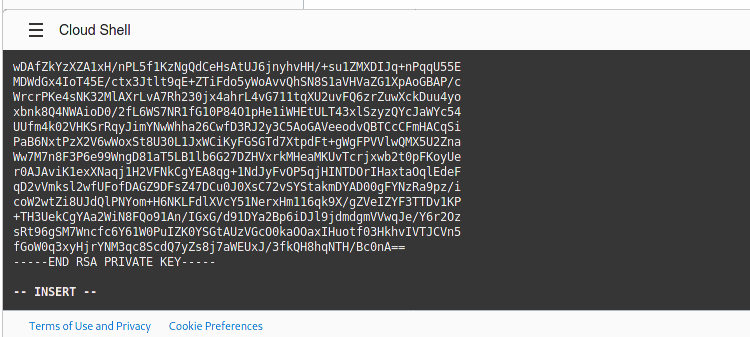 Cloud Shell
wDAfZkYzXZA1xH/nPL5f1KzNgQdCeHsAtUJ6jnyhvHH/+su1ZMXDIJq+nPqqU55E
MDWdGx4IoT45E/ctx3Jtlt9qE+ZTiFdo5yWoAvvQhSN8S1aVHVaZG1XpAoGBAP/c
WrcrPKe4sNK32MlAXrLvA7Rh230jx4ahrL4vG711tqXU2uvFQ6zrZuwXckDuu4yo
xbnk8Q4NWAioD0/2fL6WS7NR1fG10P84O1pHe1iWHEtULT43xlSzyzQYcJaWYc54
UUfm4k02VHKSrRqyJimYNwWhha26CwfD3RJ2y3C5AoGAVeeodvQBTCcCFmHACqSi
PaB6NxtPzX2V6wWoxSt8U30L1JxWCiKyFGSGTd7XtpdFt+gWgFPVVlwQMX5U2Zna
Ww7M7n8F3P6e99WngD81aT5LB1lb6G27DZHVxrkMHeaMKUvTcrjxwb2t0pFKoyUe
r0AJAviK1exXNaqj1H2VFNkCgYEA8qg+1NdJyFvOP5qjHINTDOrIHaxtaOqlEdeF
qD2vVmksl2wfUFofDAGZ9DFsZ47DCu0J0XsC72vSYStakmDYAD00gFYNzRa9pz/i
coW2wtZi8UJdQlPNYom+H6NKLFdlXVcY51NerxHm116qk9X/gZVeIZYF3TTDv1KP
+TH3UekCgYAa2WiN8FQo91An/IGxG/d91DYa2Bp6iDJl9jdmdgmVVwqJe/Y6r2Oz
sRt96gSM7Wncfc6Y61W0PuIZK0YSGtAUzVGcO0kaOOaxIHuotf03HkhvIVTJCVn5
fGoW0q3xyHjrYNM3qc8ScdQ7yZs8j7aWEUxJ/3fkQH8hqNTH/Bc0nA==
-----END RSA PRIVATE KEY-----
-- INSERT --
Terms of Use and Privacy Cookie Preferences